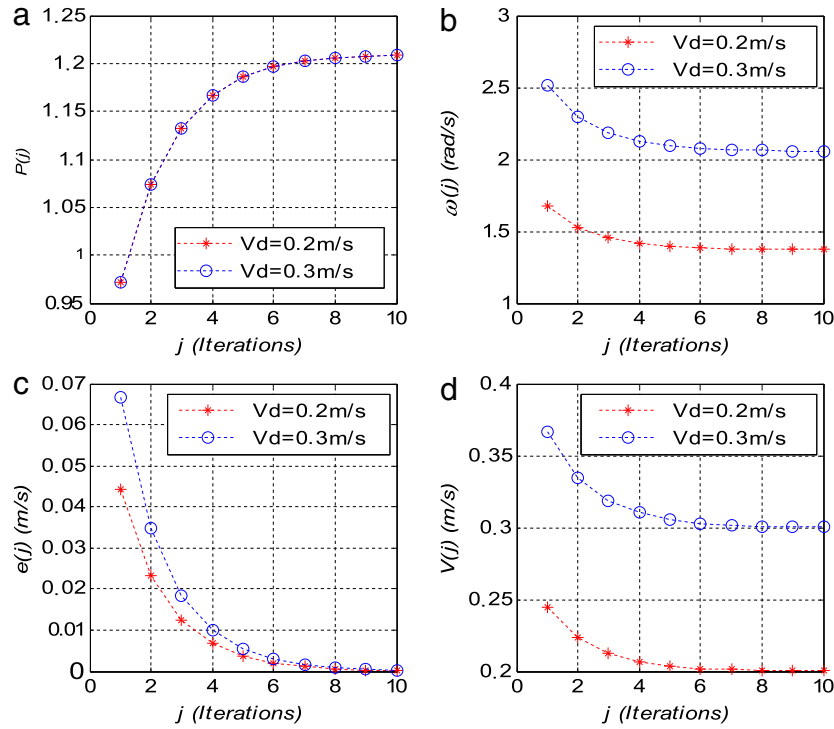 a
1.25
1.2
1.15
1.1
1.05
1
0.95
P(j)
Vd=0.2m/s
Vd=0.3m/s
0 2 4 6 8 10
j (Iterations)
b
3
2.5
2
1.5
1
ω(j) (rad/s)
Vd=0.2m/s
Vd=0.3m/s
0 2 4 6 8 10
j (Iterations)
c
0.07
0.06
0.05
0.04
0.03
0.02
0.01
0
e(j) (m/s)
Vd=0.2m/s
Vd=0.3m/s
0 2 4 6 8 10
j (Iterations)
d
0.4
0.35
0.3
0.25
0.2
V(j) (m/s)
Vd=0.2m/s
Vd=0.3m/s
0 2 4 6 8 10
j (Iterations)